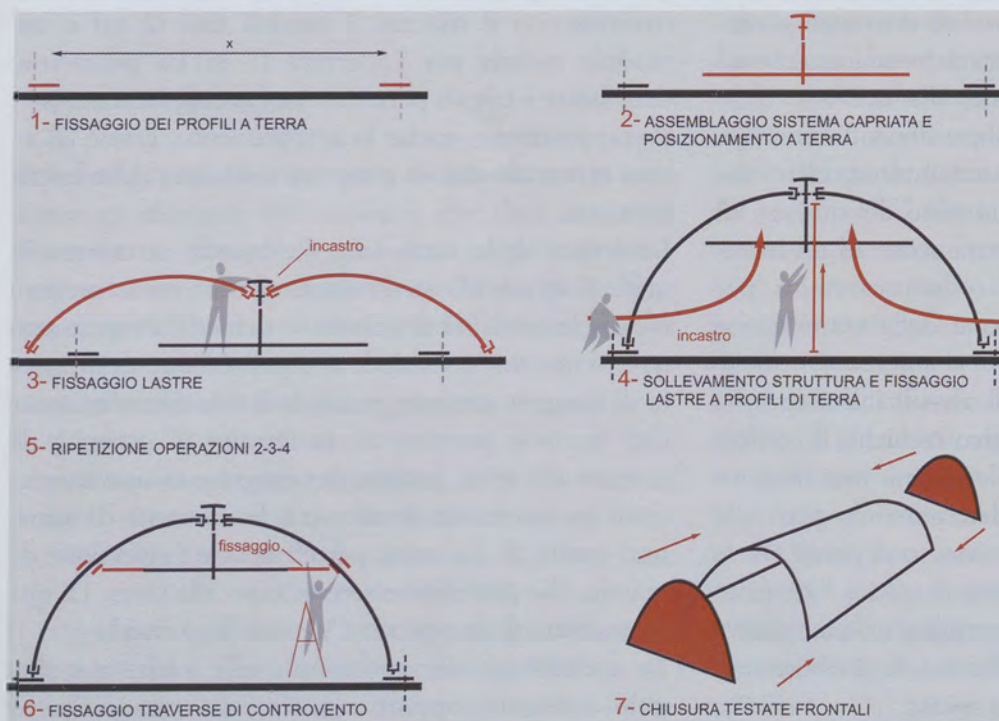 x
1- FISSAGGIO DEI PROFILI A TERRA
2- ASSEMBLAGGIO SISTEMA CAPRIATA E
POSIZIONAMENTO A TERRA
incastro
3- FISSAGGIO LASTRE
incastro
4- SOLLEVAMENTO STRUTTURA E FISSAGGIO
LASTRE A PROFILI DI TERRA
5- RIPETIZIONE OPERAZIONI 2-3-4
fissaggio
6- FISSAGGIO TRAVERSE DI CONTROVENTO
7- CHIUSURA TESTATE FRONTALI